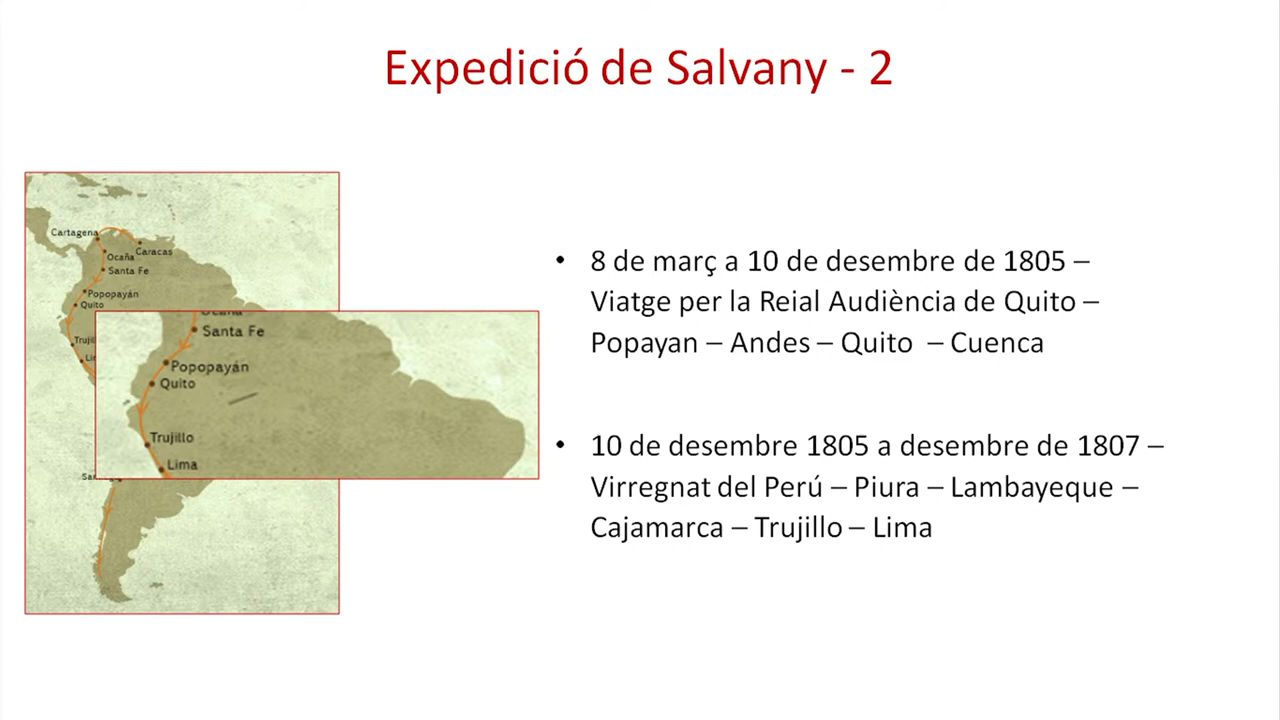 Expedició de Salvany - 2
Cartagena
Caracas
Ocaña
Santa Fe
Popopayán
Quito
Santa Fe
Popopayán
Quito
Trujillo
Lima
• 8 de març a 10 de desembre de 1805 –
Viatge per la Reial Audiència de Quito –
Popayan – Andes – Quito – Cuenca
• 10 de desembre 1805 a desembre de 1807 –
Virregnat del Perú – Piura – Lambayeque –
Cajamarca – Trujillo – Lima